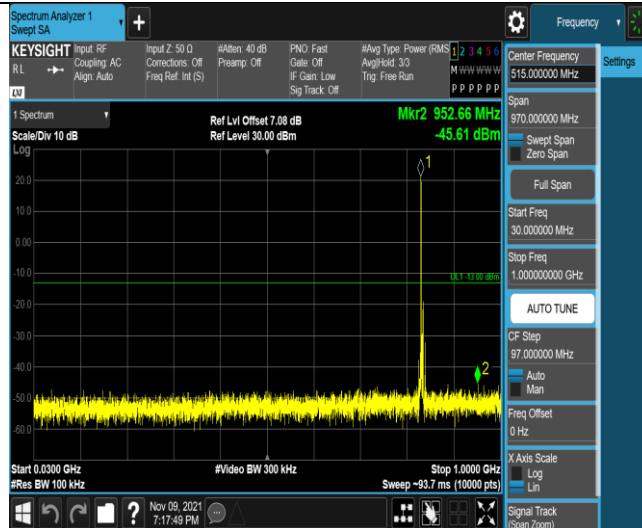 Spectrum Analyzer 1
Swept SA
Frequency
KEYSIGHT
R L
LXI
Input: RF
Coupling: AC
Align: Auto
Input Z: 50 Ω
Corrections: Off
Freq Ref: Int (S)
#Atten: 40 dB
Preamp: Off
PNO: Fast
Gate: Off
IF Gain: Low
Sig Track: Off
#Avg Type: Power (RMS
Avg|Hold: 3/3
Trig: Free Run
1 2 3 4 5 6
M W W W W W
P P P P P P
1 Spectrum
Scale/Div 10 dB
Log
Ref Lvl Offset 7.08 dB
Ref Level 30.00 dBm
Mkr2 952.66 MHz
-45.61 dBm
1
20.0
10.0
0.00
-10.0
DL1 -13.00 dBm
-20.0
-30.0
-40.0
2
-50.0
-60.0
Start 0.0300 GHz
#Res BW 100 kHz
#Video BW 300 kHz
Stop 1.0000 GHz
Sweep ~93.7 ms (10000 pts)
Nov 09, 2021
7:17:49 PM
Center Frequency
515.000000 MHz
Settings
Span
970.000000 MHz
Swept Span
Zero Span
Full Span
Start Freq
30.000000 MHz
Stop Freq
1.000000000 GHz
AUTO TUNE
CF Step
97.000000 MHz
Auto
Man
Freq Offset
0 Hz
X Axis Scale
Log
Lin
Signal Track
(Span Zoom)